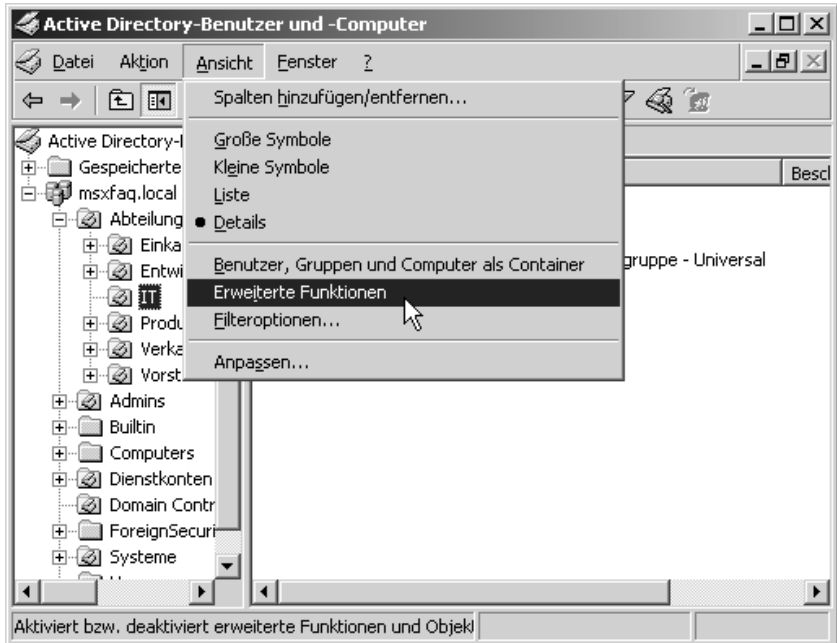 Active Directory-Benutzer und -Computer
Datei Aktion Ansicht Fenster ?
Spalten hinzufügen/entfernen...
Große Symbole
Kleine Symbole
Liste
Details
Benutzer, Gruppen und Computer als Container
Erweiterte Funktionen
Filteroptionen...
Anpassen...
Active Directory-
Gespeicherte
msxfaq.local
Abteilung
Einka
Entwi
IT
Produ
Verka
Vorst
Admins
Builtin
Computers
Dienstkonten
Domain Contr
ForeignSecuri
Systeme
Besch
gruppe - Universal
Aktiviert bzw. deaktiviert erweiterte Funktionen und Objek